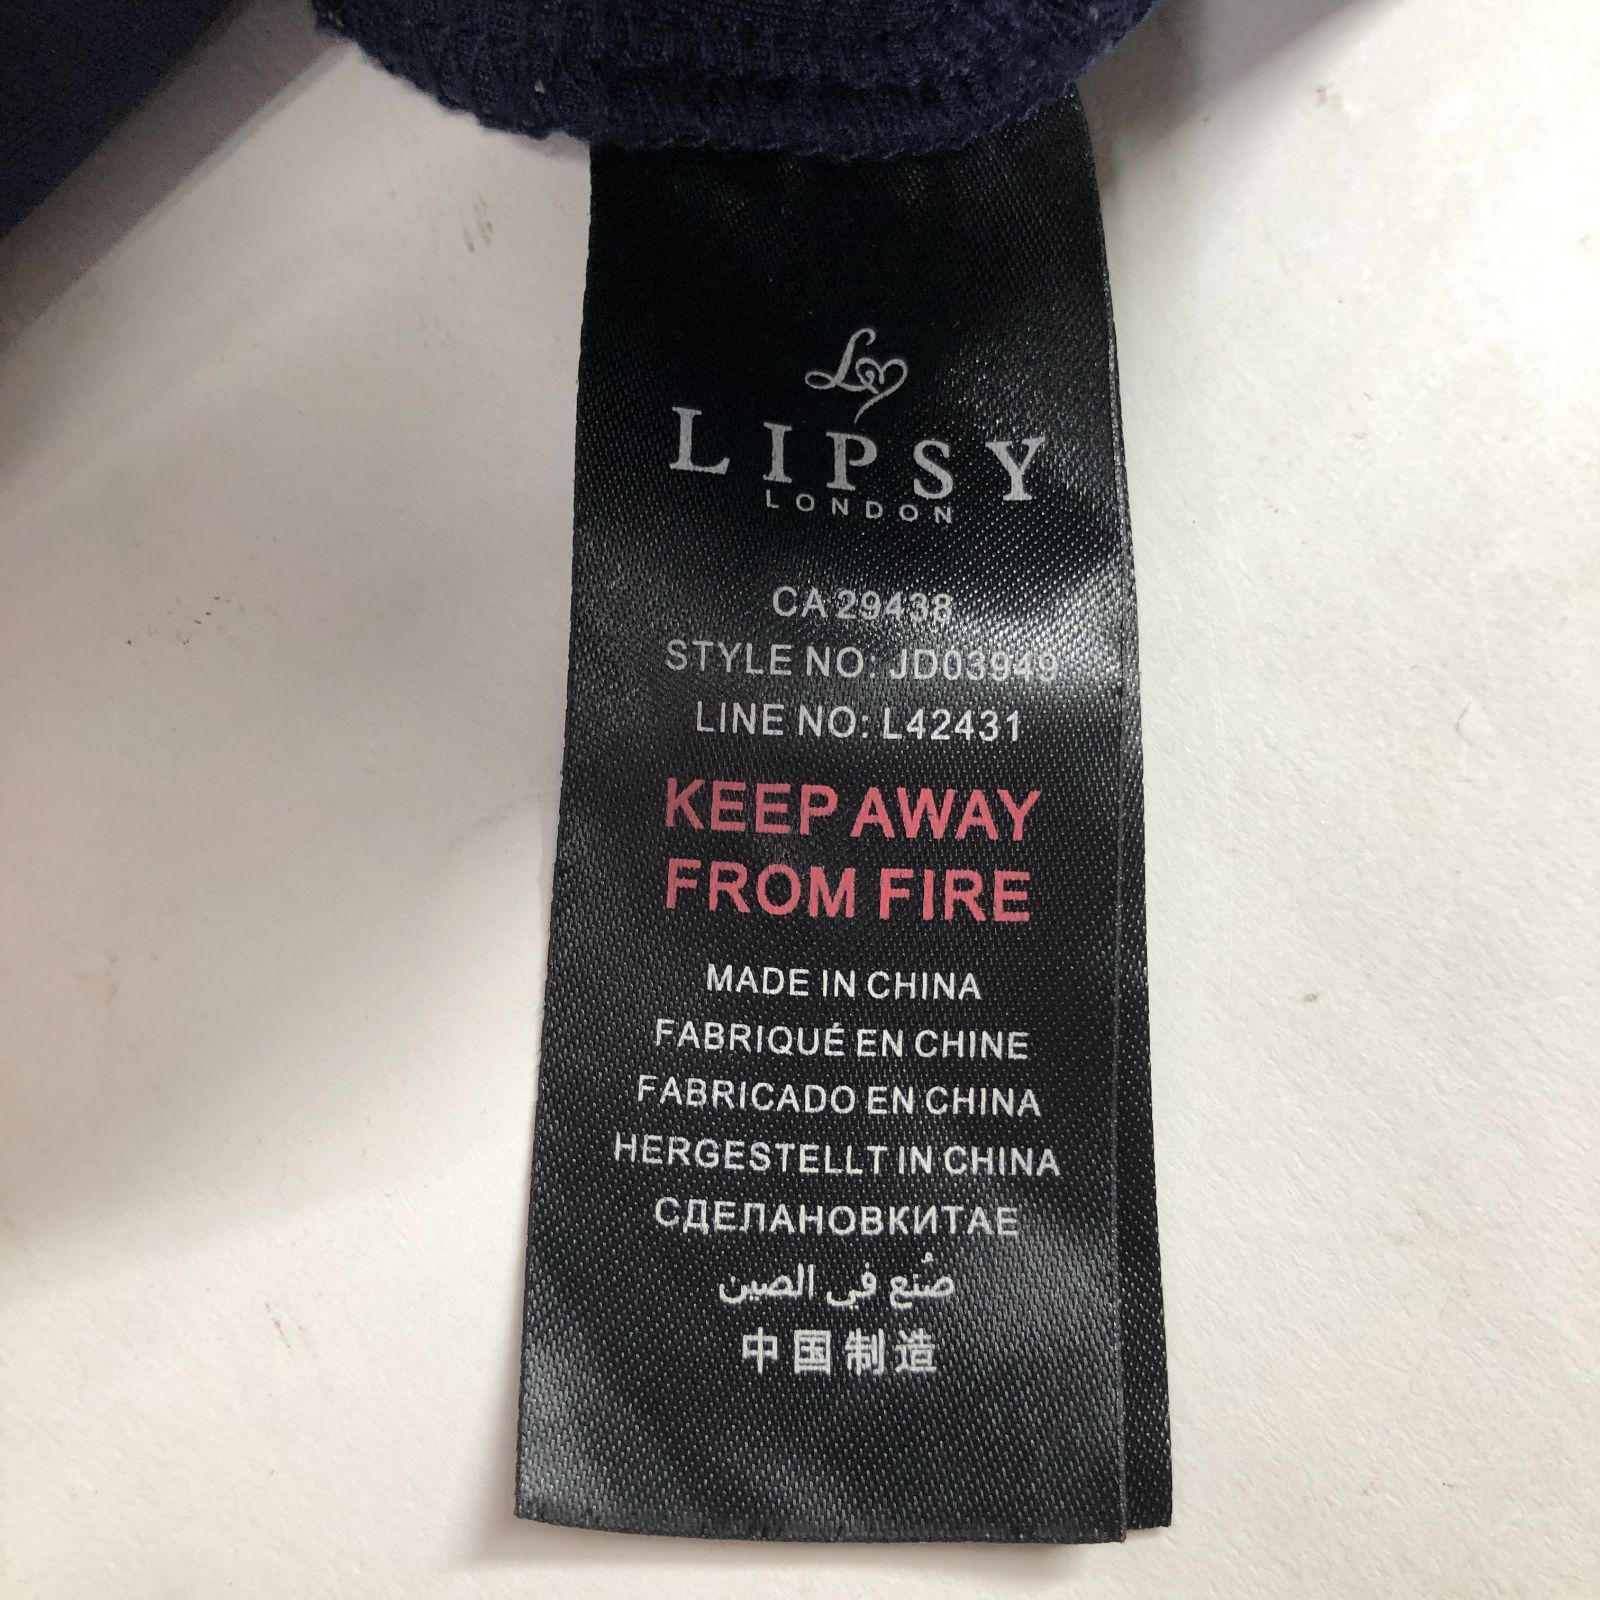 LIPSY
LONDON
CA 29438
STYLE NO: JD03949
LINE NO: L42431
KEEP AWAY
FROM FIRE
MADE IN CHINA
FABRIQUÉ EN CHINE
FABRICADO EN CHINA
HERGESTELLT IN CHINA
СДЕЛАНОВКИТАЕ
صُنع في الصين
中国制造